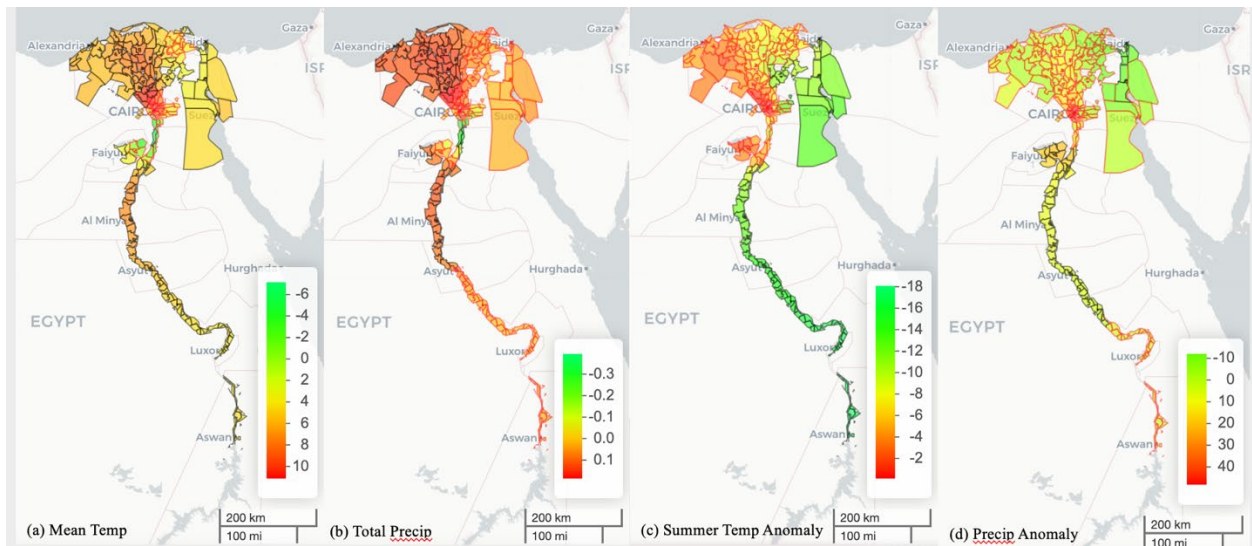 Gaza
Alexandria
ISR
CAIRO
Suez
Faiyum
Al Minya
Asyut
Hurghada
EGYPT
Luxor
Aswan
-6
-4
-2
0
2
4
6
8
10
200 km
100 mi
(a) Mean Temp
Gaza
Alexandria
ISR
CAIRO
Suez
Faiyum
Al Minya
Asyut
Hurghada
EGYPT
Luxor
Aswan
-0.3
-0.2
-0.1
0.0
0.1
200 km
100 mi
(b) Total Precip
Gaza
Alexandria
ISR
CAIRO
Suez
Faiyum
Al Minya
Asyut
Hurghada
EGYPT
Luxor
Aswan
-18
-16
-14
-12
-10
-8
-6
-4
-2
200 km
100 mi
(c) Summer Temp Anomaly
Gaza
Alexandria
ISR
CAIRO
Suez
Faiyum
Al Minya
Asyut
Hurghada
EGYPT
Luxor
Aswan
-10
0
10
20
30
40
200 km
100 mi
(d) Precip Anomaly